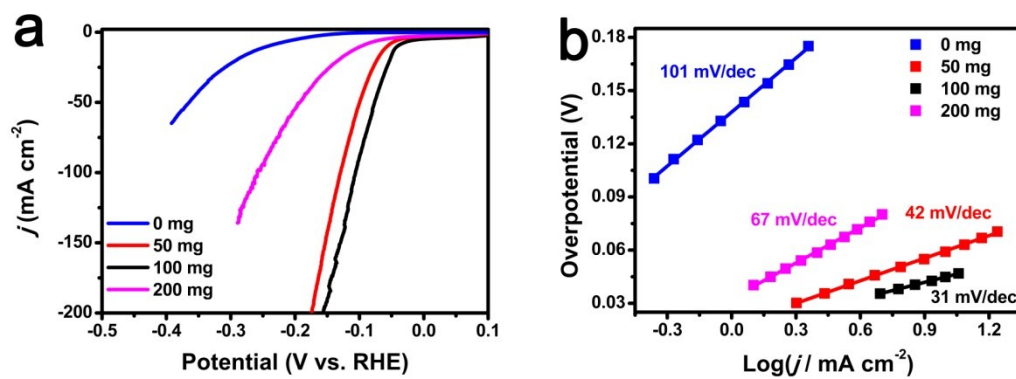 a
0
-50
-100
-150
-200
j (mA cm-2)
0 mg
50 mg
100 mg
200 mg
-0.5 -0.4 -0.3 -0.2 -0.1 0.0 0.1
Potential (V vs. RHE)
b
0.18
0.15
0.12
0.09
0.06
0.03
Overpotential (V)
0 mg
50 mg
100 mg
200 mg
101 mV/dec
67 mV/dec
42 mV/dec
31 mV/dec
-0.3 0.0 0.3 0.6 0.9 1.2
Log(j / mA cm-2)